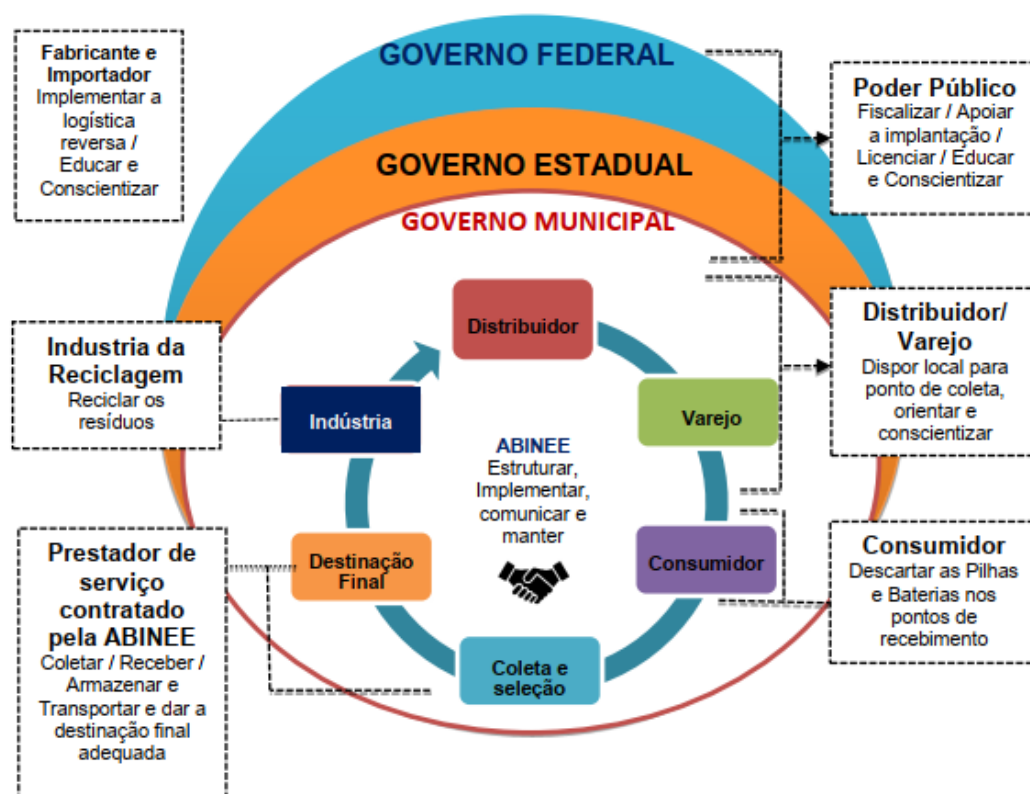 GOVERNO FEDERAL
GOVERNO ESTADUAL
GOVERNO MUNICIPAL
Fabricante e
Importador
Implementar a
logística
reversa /
Educar e
Conscientizar
Poder Público
Fiscalizar / Apoiar
a implantação /
Licenciar / Educar
e Conscientizar
Industria da
Reciclagem
Reciclar os
resíduos
Distribuidor/
Varejo
Dispor local para
ponto de coleta,
orientar e
conscientizar
Prestador de
serviço
contratado
pela ABINEE
Coletar / Receber /
Armazenar e
Transportar e dar a
destinação final
adequada
Consumidor
Descartar as Pilhas
e Baterias nos
pontos de
recebimento
Distribuidor
Varejo
Consumidor
Coleta e
seleção
Destinação
Final
Indústria
ABINEE
Estruturar,
Implementar,
comunicar e
manter